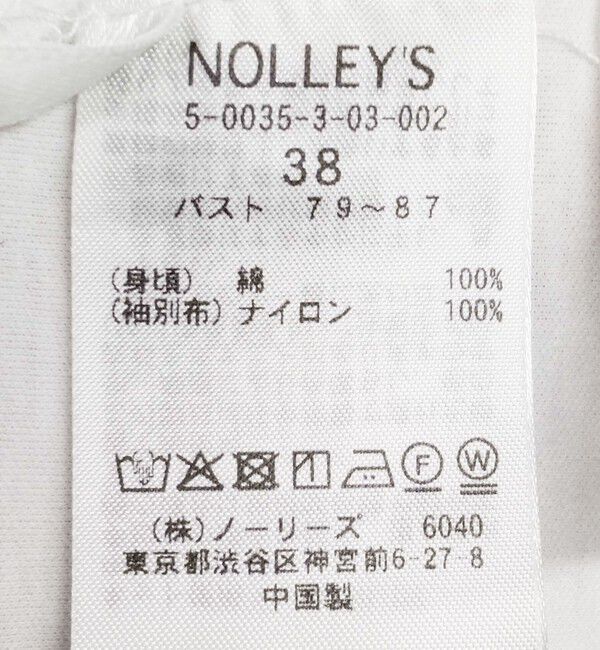 NOLLEY'S
5-0035-3-03-002
38
バスト 79～87
(身頃) 綿 100%
(袖別布) ナイロン 100%
F W
(株)ノーリーズ 6040
東京都渋谷区神宮前6-27-8
中国製